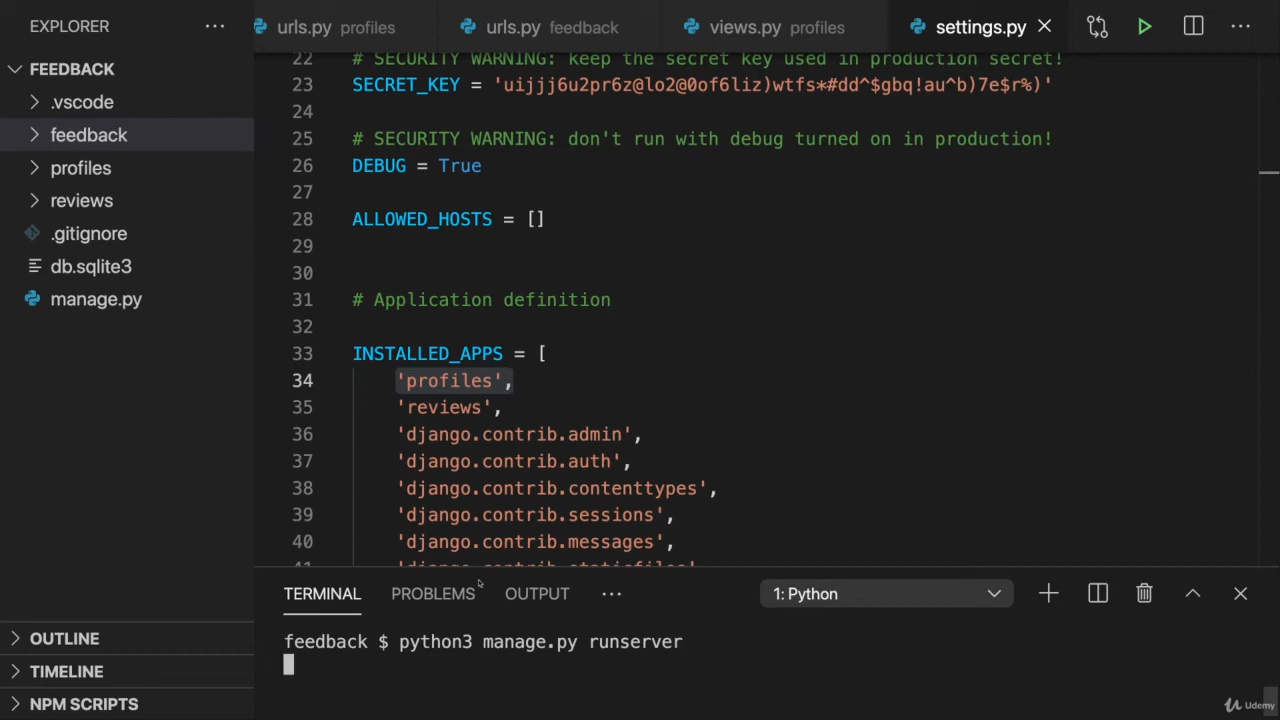 EXPLORER
···
urls.py profiles
urls.py feedback
views.py profiles
settings.py
···
FEEDBACK
.vscode
feedback
profiles
reviews
.gitignore
db.sqlite3
manage.py
OUTLINE
TIMELINE
NPM SCRIPTS
22 # SECURITY WARNING: keep the secret key used in production secret!
23 SECRET_KEY = 'uijjj6u2pr6z@lo2@0of6liz)wtfs*#dd^$gbq!au^b)7e$r%)'
24
25 # SECURITY WARNING: don't run with debug turned on in production!
26 DEBUG = True
27
28 ALLOWED_HOSTS = []
29
30
31 # Application definition
32
33 INSTALLED_APPS = [
34 'profiles',
35 'reviews',
36 'django.contrib.admin',
37 'django.contrib.auth',
38 'django.contrib.contenttypes',
39 'django.contrib.sessions',
40 'django.contrib.messages',
41 'django.contrib.staticfiles',
TERMINAL PROBLEMS OUTPUT ··· 1: Python
feedback $ python3 manage.py runserver
Udemy